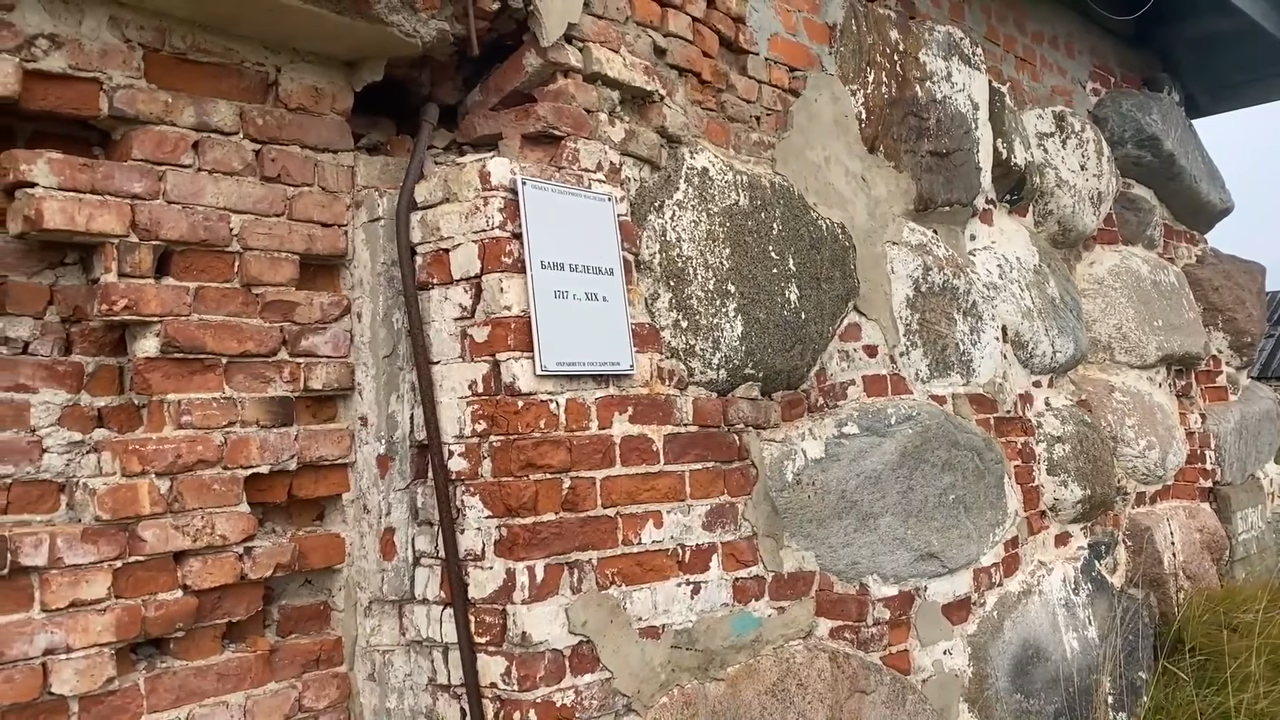 ОБЪЕКТ КУЛЬТУРНОГО НАСЛЕДИЯ
БАНЯ БЕЛЕЦКАЯ
1717 г., XIX в.
ОХРАНЯЕТСЯ ГОСУДАРСТВОМ